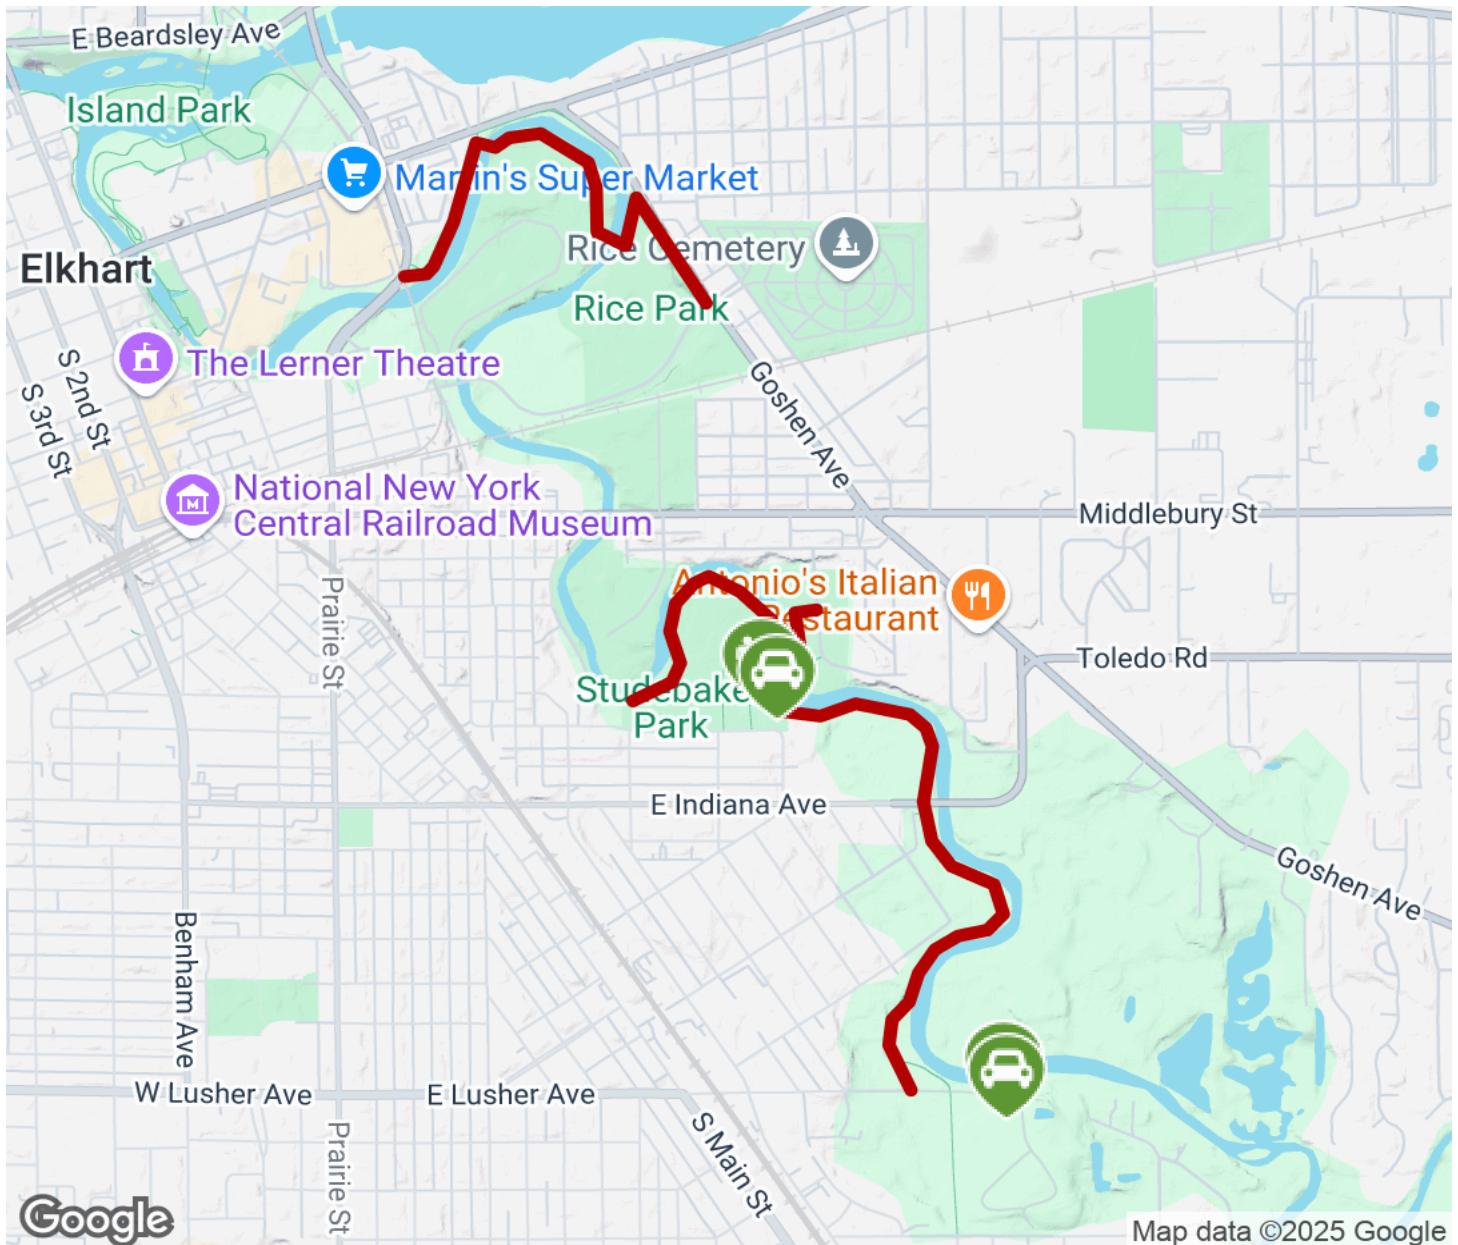 E Beardsley Ave
Island Park
Martin's Super Market
Elkhart
Rice Cemetery
Rice Park
The Lerner Theatre
S 2nd St
S 3rd St
Goshen Ave
National New York
Central Railroad Museum
Middlebury St
Antonio's Italian
Restaurant
Prairie St
Toledo Rd
Studebaker
Park
E Indiana Ave
Goshen Ave
Benham Ave
W Lusher Ave
E Lusher Ave
S Main St
Prairie St
Google
Map data ©2025 Google